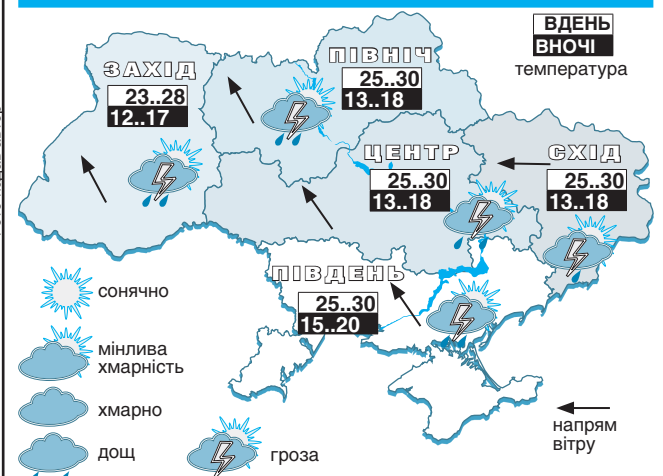 ВДЕНЬ
ВНОЧІ
температура
ЗАХІД
23..28
12..17
ПІВНІЧ
25..30
13..18
ЦЕНТР
25..30
13..18
СХІД
25..30
13..18
ПІВДЕНЬ
25..30
15..20
сонячно
мінлива
хмарність
хмарно
дощ
гроза
напрям
вітру